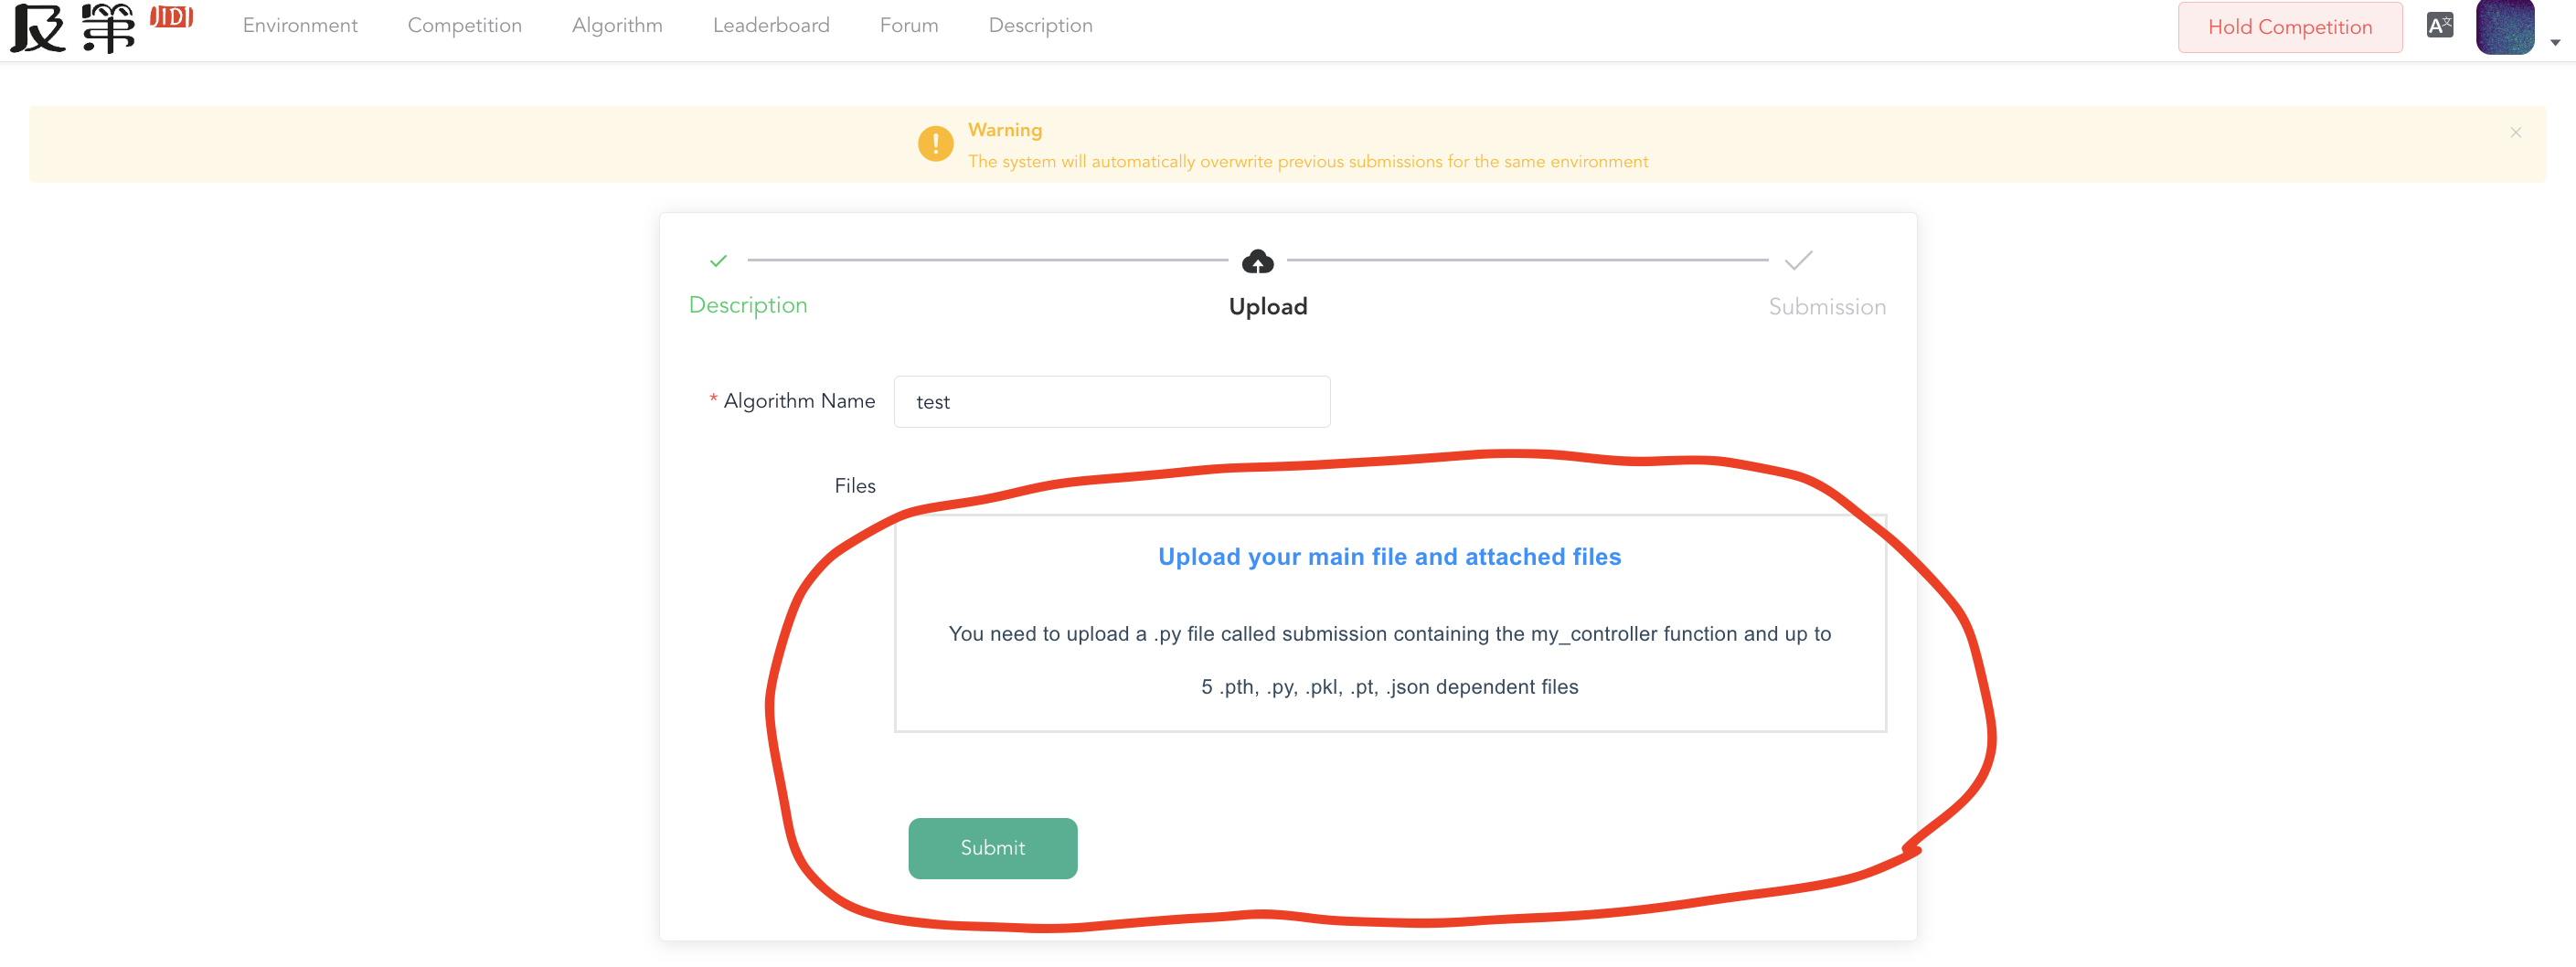 及第 JIDI Environment Competition Algorithm Leaderboard Forum Description Hold Competition A文
Warning
The system will automatically overwrite previous submissions for the same environment
Description Upload Submission
* Algorithm Name test
Files
Upload your main file and attached files
You need to upload a .py file called submission containing the my_controller function and up to
5 .pth, .py, .pkl, .pt, .json dependent files
Submit